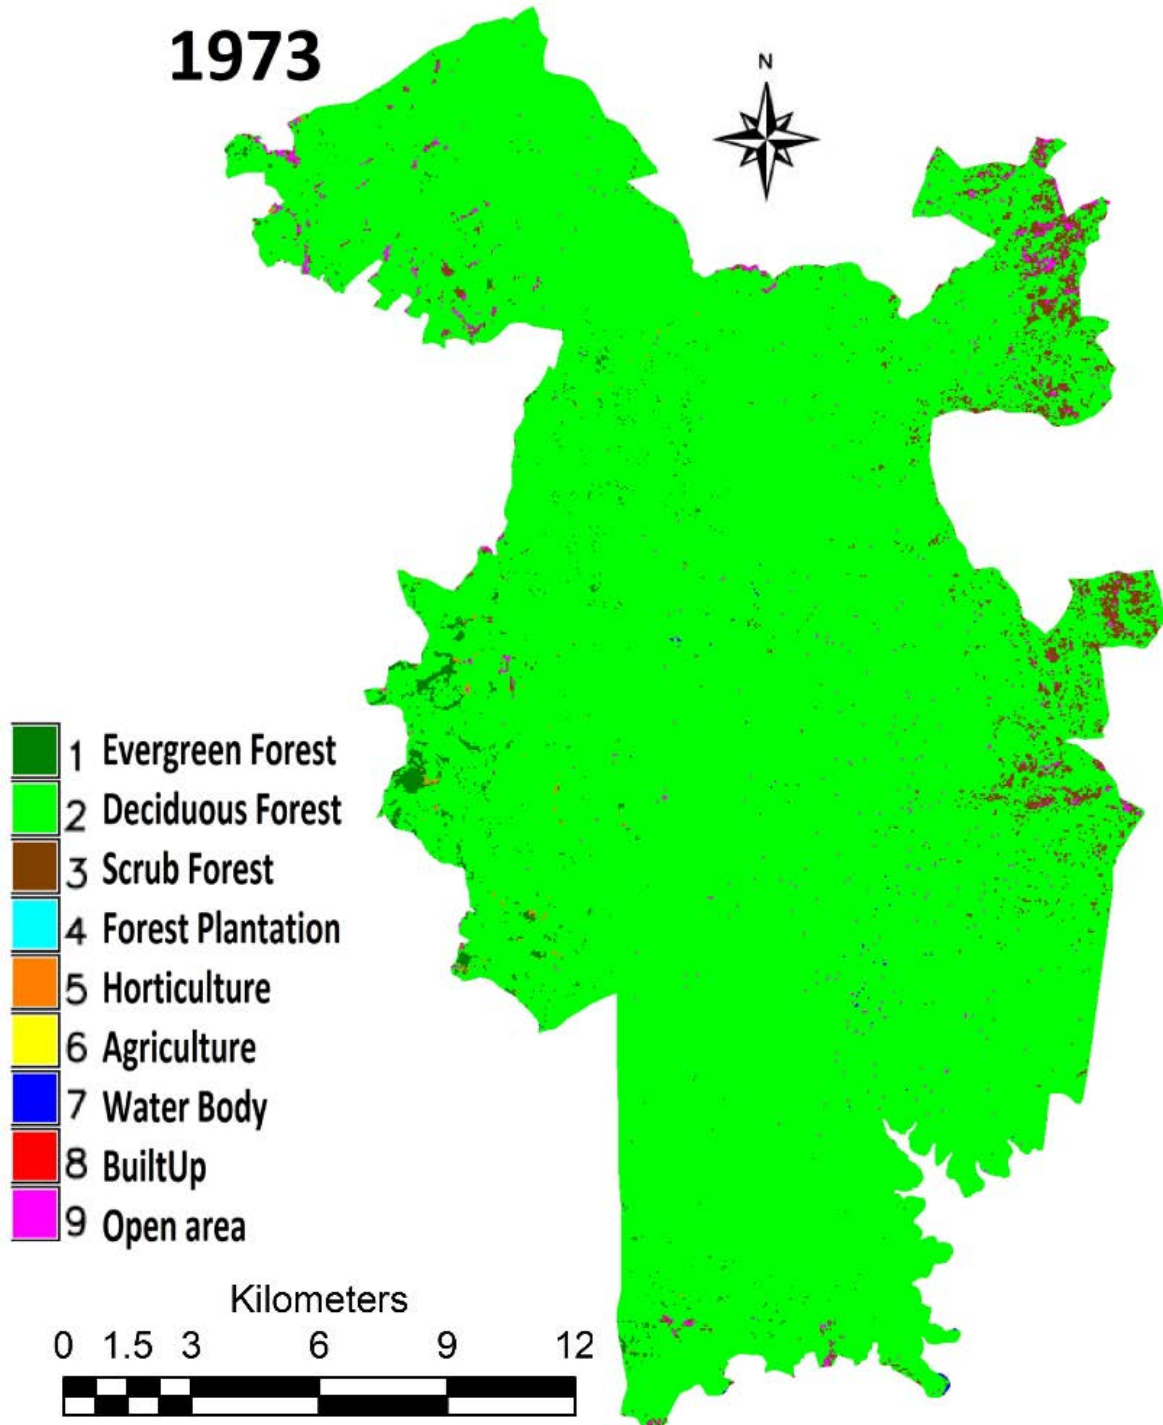 1973
N
1 Evergreen Forest
2 Deciduous Forest
3 Scrub Forest
4 Forest Plantation
5 Horticulture
6 Agriculture
7 Water Body
8 BuiltUp
9 Open area
Kilometers
0 1.5 3 6 9 12